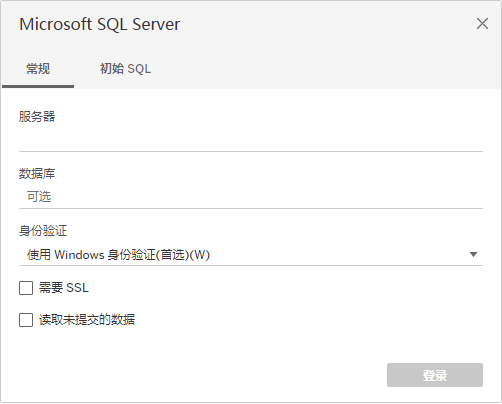 Microsoft SQL Server
常规 初始 SQL
服务器
数据库
可选
身份验证
使用 Windows 身份验证(首选)(W)
需要 SSL
读取未提交的数据
登录